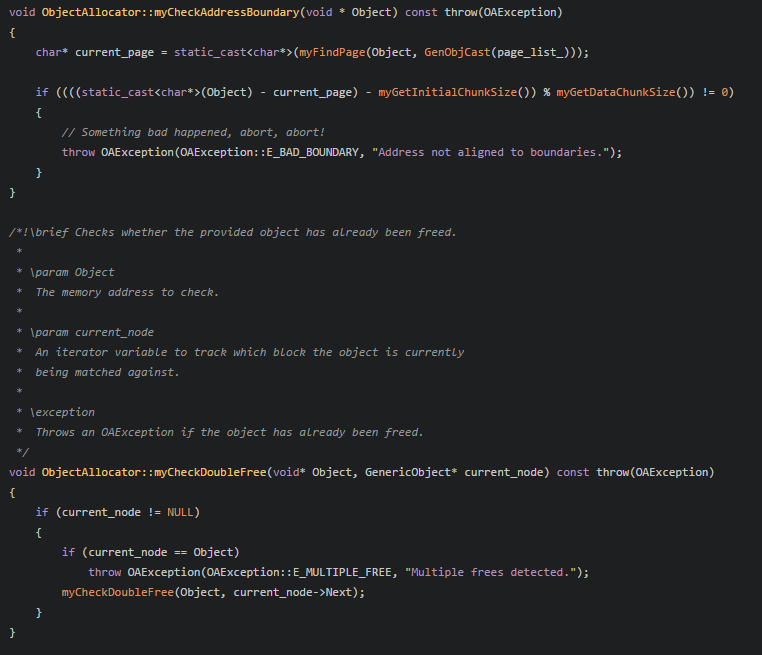 void ObjectAllocator::myCheckAddressBoundary(void * Object) const throw(OAException)
{
    char* current_page = static_cast<char*>(myFindPage(Object, GenObjCast(page_list_)));

    if ((((static_cast<char*>(Object) - current_page) - myGetInitialChunkSize()) % myGetDataChunkSize()) != 0)
    {
        // Something bad happened, abort, abort!
        throw OAException(OAException::E_BAD_BOUNDARY, "Address not aligned to boundaries.");
    }
}

/*!\brief Checks whether the provided object has already been freed.
 *
 * \param Object
 *  The memory address to check.
 *
 * \param current_node
 *  An iterator variable to track which block the object is currently
 *  being matched against.
 *
 * \exception
 *  Throws an OAException if the object has already been freed.
 */
void ObjectAllocator::myCheckDoubleFree(void* Object, GenericObject* current_node) const throw(OAException)
{
    if (current_node != NULL)
    {
        if (current_node == Object)
            throw OAException(OAException::E_MULTIPLE_FREE, "Multiple frees detected.");
        myCheckDoubleFree(Object, current_node->Next);
    }
}